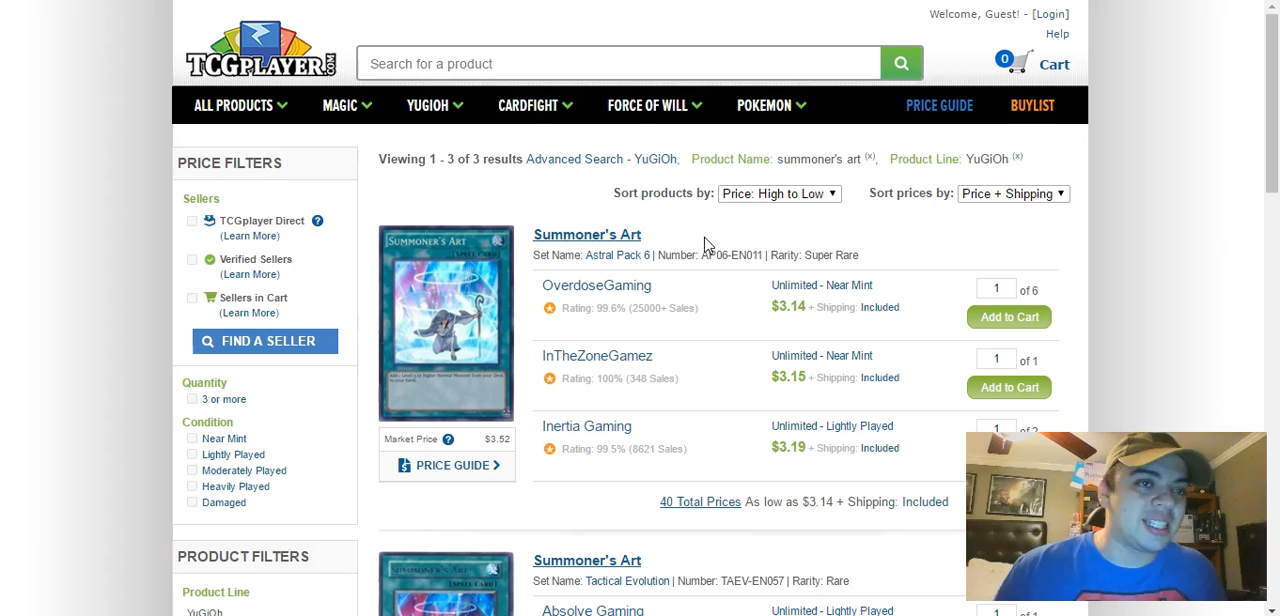 Welcome, Guest! - [Login]
Help
TCGPLAYER.COM
Search for a product
0
Cart
ALL PRODUCTS
MAGIC
YUGIOH
CARDFIGHT
FORCE OF WILL
POKEMON
PRICE GUIDE
BUYLIST
PRICE FILTERS
Sellers
TCGplayer Direct ?
(Learn More)
Verified Sellers
(Learn More)
Sellers in Cart
(Learn More)
FIND A SELLER
Quantity
3 or more
Condition
Near Mint
Lightly Played
Moderately Played
Heavily Played
Damaged
PRODUCT FILTERS
Product Line
YuGiOh
Viewing 1 - 3 of 3 results Advanced Search - YuGiOh, Product Name: summoner's art (x), Product Line: YuGiOh (x)
Sort products by: Price: High to Low
Sort prices by: Price + Shipping
SUMMONER'S ART
[SPELL CARD]
Market Price ? $3.52
PRICE GUIDE
Summoner's Art
Set Name: Astral Pack 6 | Number: AP06-EN011 | Rarity: Super Rare
OverdoseGaming
Rating: 99.6% (25000+ Sales)
Unlimited - Near Mint
$3.14 + Shipping: Included
1 of 6
Add to Cart
InTheZoneGamez
Rating: 100% (348 Sales)
Unlimited - Near Mint
$3.15 + Shipping: Included
1 of 1
Add to Cart
Inertia Gaming
Rating: 99.5% (8621 Sales)
Unlimited - Lightly Played
$3.19 + Shipping: Included
40 Total Prices As low as $3.14 + Shipping: Included
SUMMONER'S ART
[SPELL CARD]
Summoner's Art
Set Name: Tactical Evolution | Number: TAEV-EN057 | Rarity: Rare
Absolve Gaming
Unlimited - Lightly Played